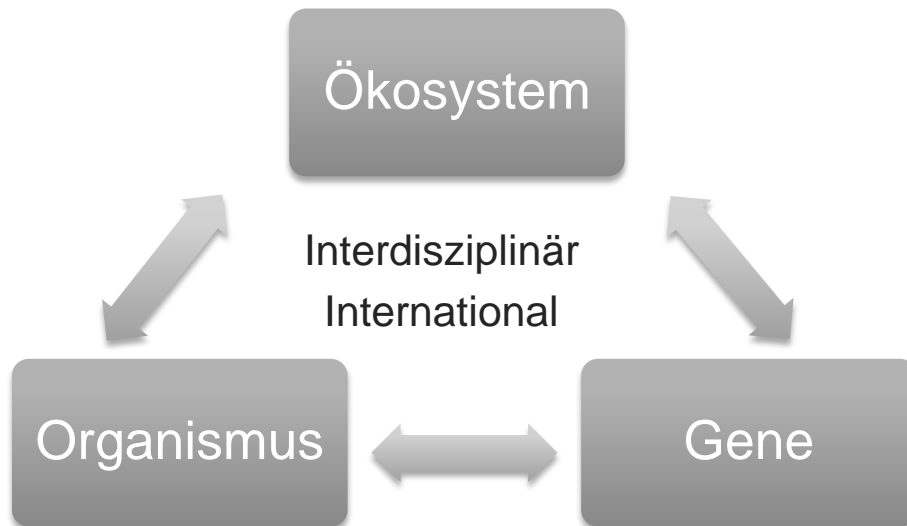 Ökosystem
Interdisziplinär
International
Organismus
Gene